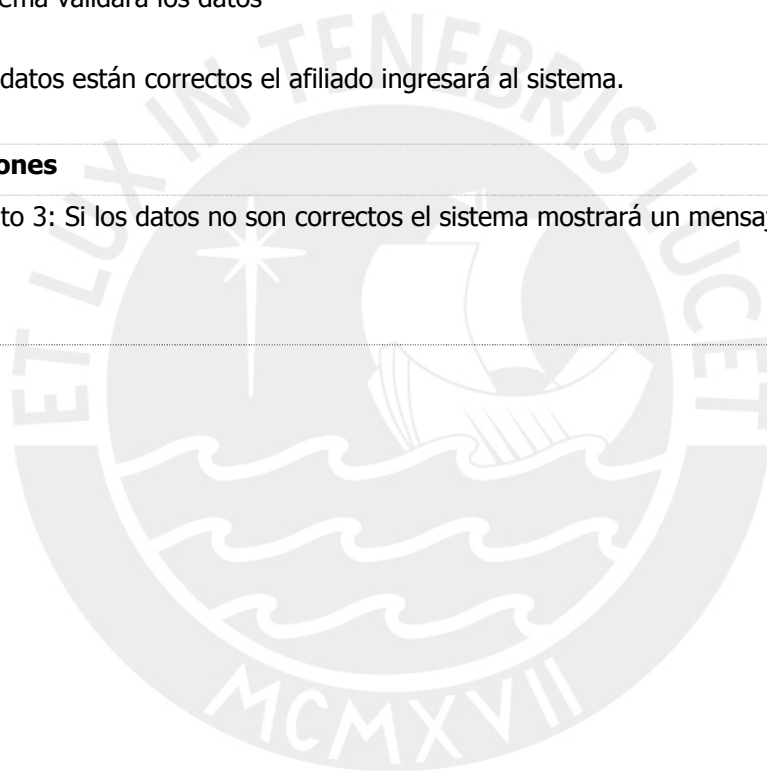 ema validará los datos
datos están correctos el afiliado ingresará al sistema.
ones
to 3: Si los datos no son correctos el sistema mostrará un mensa
ET LUX IN TENEBRIS LUCET
MCMXVII